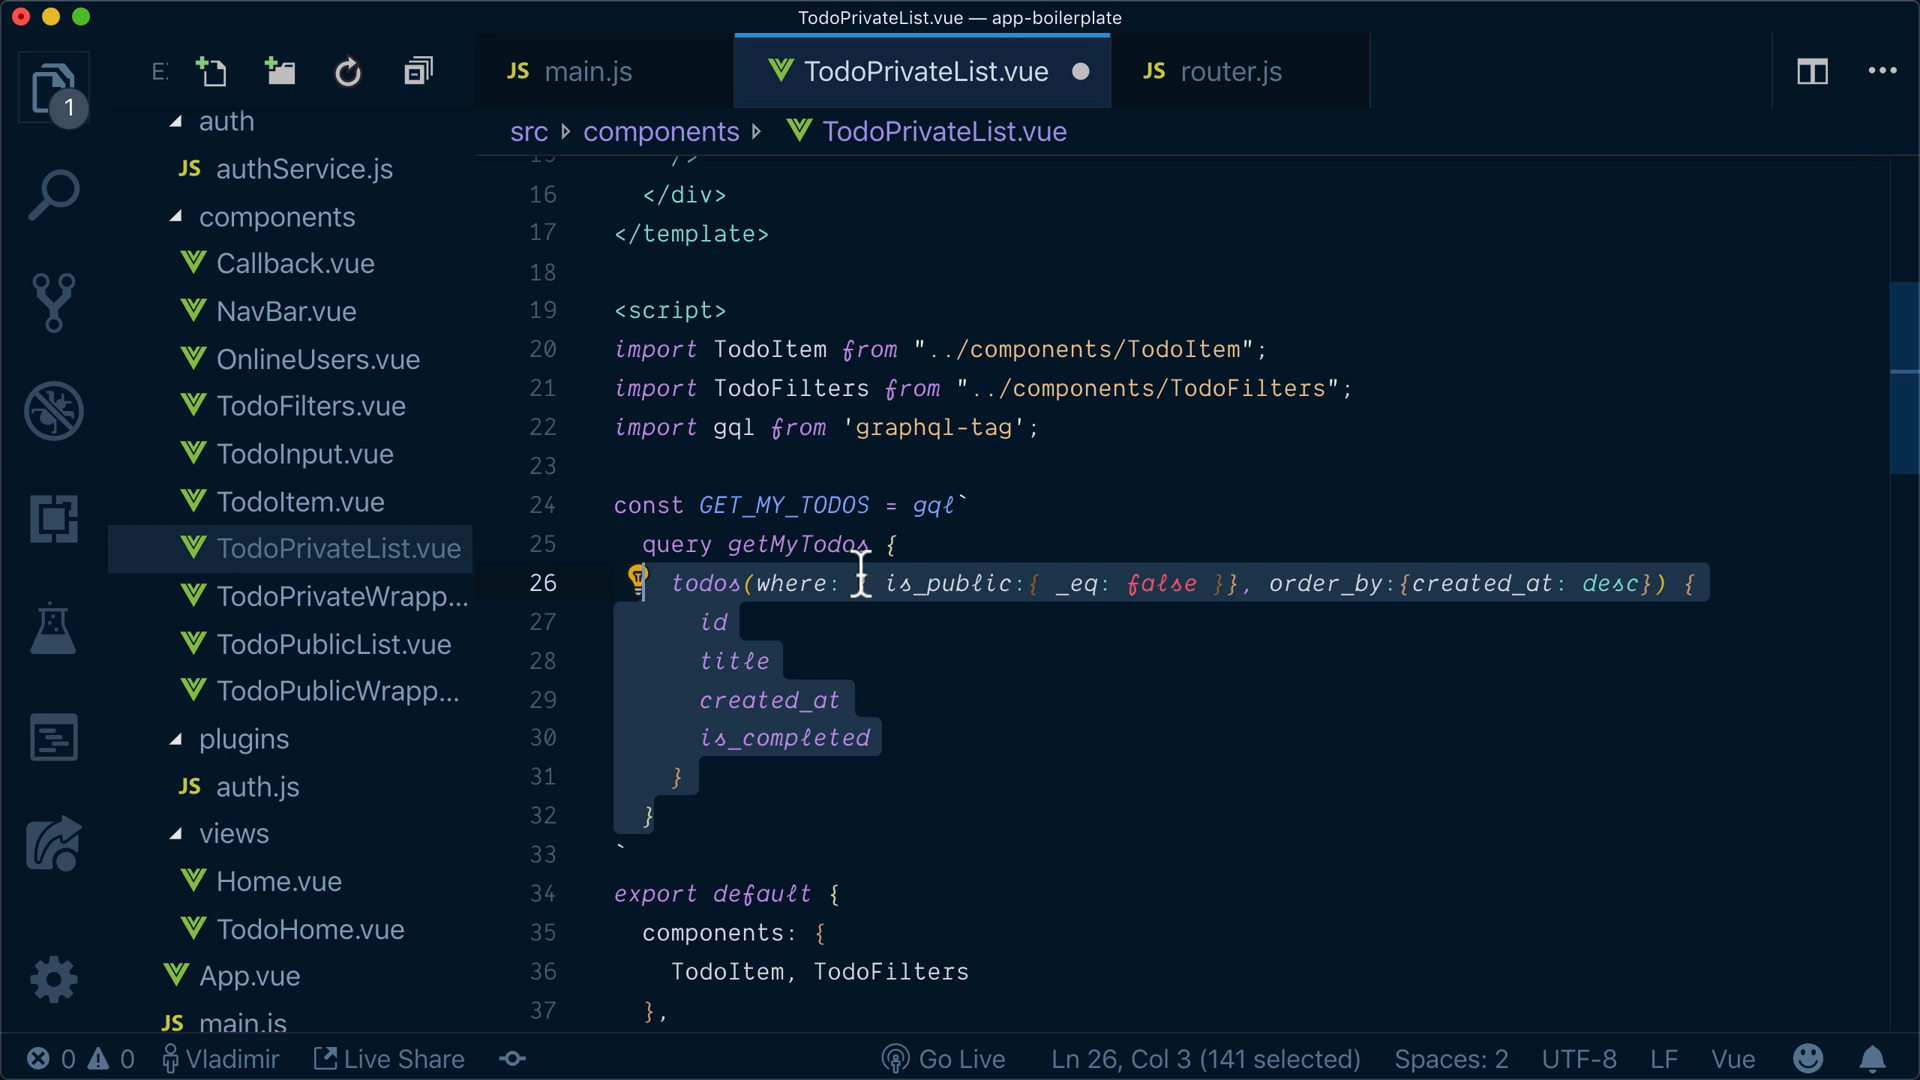 TodoPrivateList.vue — app-boilerplate
E:
JS main.js
TodoPrivateList.vue
JS router.js
1
src components TodoPrivateList.vue
auth
JS authService.js
components
Callback.vue
NavBar.vue
OnlineUsers.vue
TodoFilters.vue
TodoInput.vue
TodoItem.vue
TodoPrivateList.vue
TodoPrivateWrapp...
TodoPublicList.vue
TodoPublicWrapp...
plugins
JS auth.js
views
Home.vue
TodoHome.vue
App.vue
JS main.js
15 />
16 </div>
17 </template>
18
19 <script>
20 import TodoItem from "../components/TodoItem";
21 import TodoFilters from "../components/TodoFilters";
22 import gql from 'graphql-tag';
23
24 const GET_MY_TODOS = gql`
25 query getMyTodos {
26 todos(where: { is_public:{ _eq: false }}, order_by:{created_at: desc}) {
27 id
28 title
29 created_at
30 is_completed
31 }
32 }
33 `
34 export default {
35 components: {
36 TodoItem, TodoFilters
37 },
0 0 Vladimir Live Share Go Live Ln 26, Col 3 (141 selected) Spaces: 2 UTF-8 LF Vue